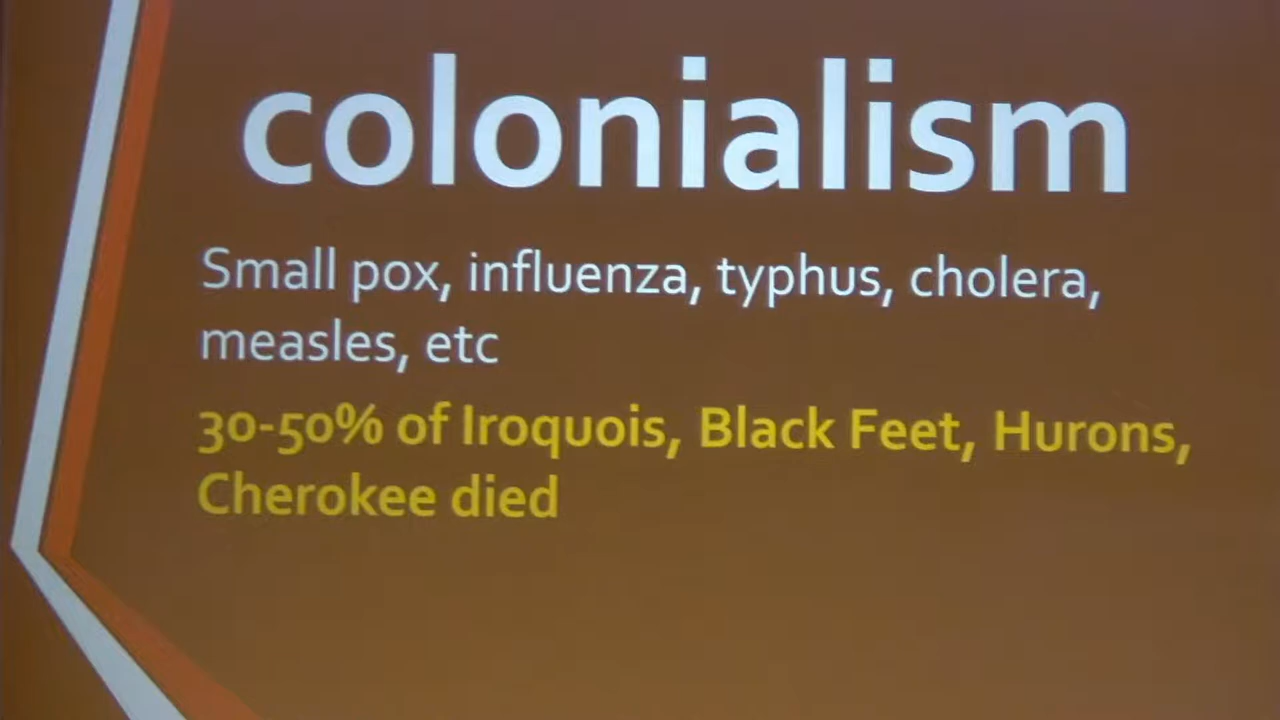 colonialism
Small pox, influenza, typhus, cholera,
measles, etc
30-50% of Iroquois, Black Feet, Hurons,
Cherokee died